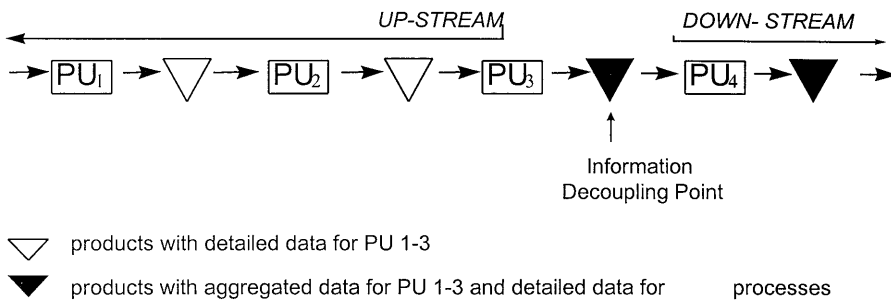 UP-STREAM DOWN- STREAM
PU1 PU2 PU3 PU4
Information
Decoupling Point
products with detailed data for PU 1-3
products with aggregated data for PU 1-3 and detailed data for processes